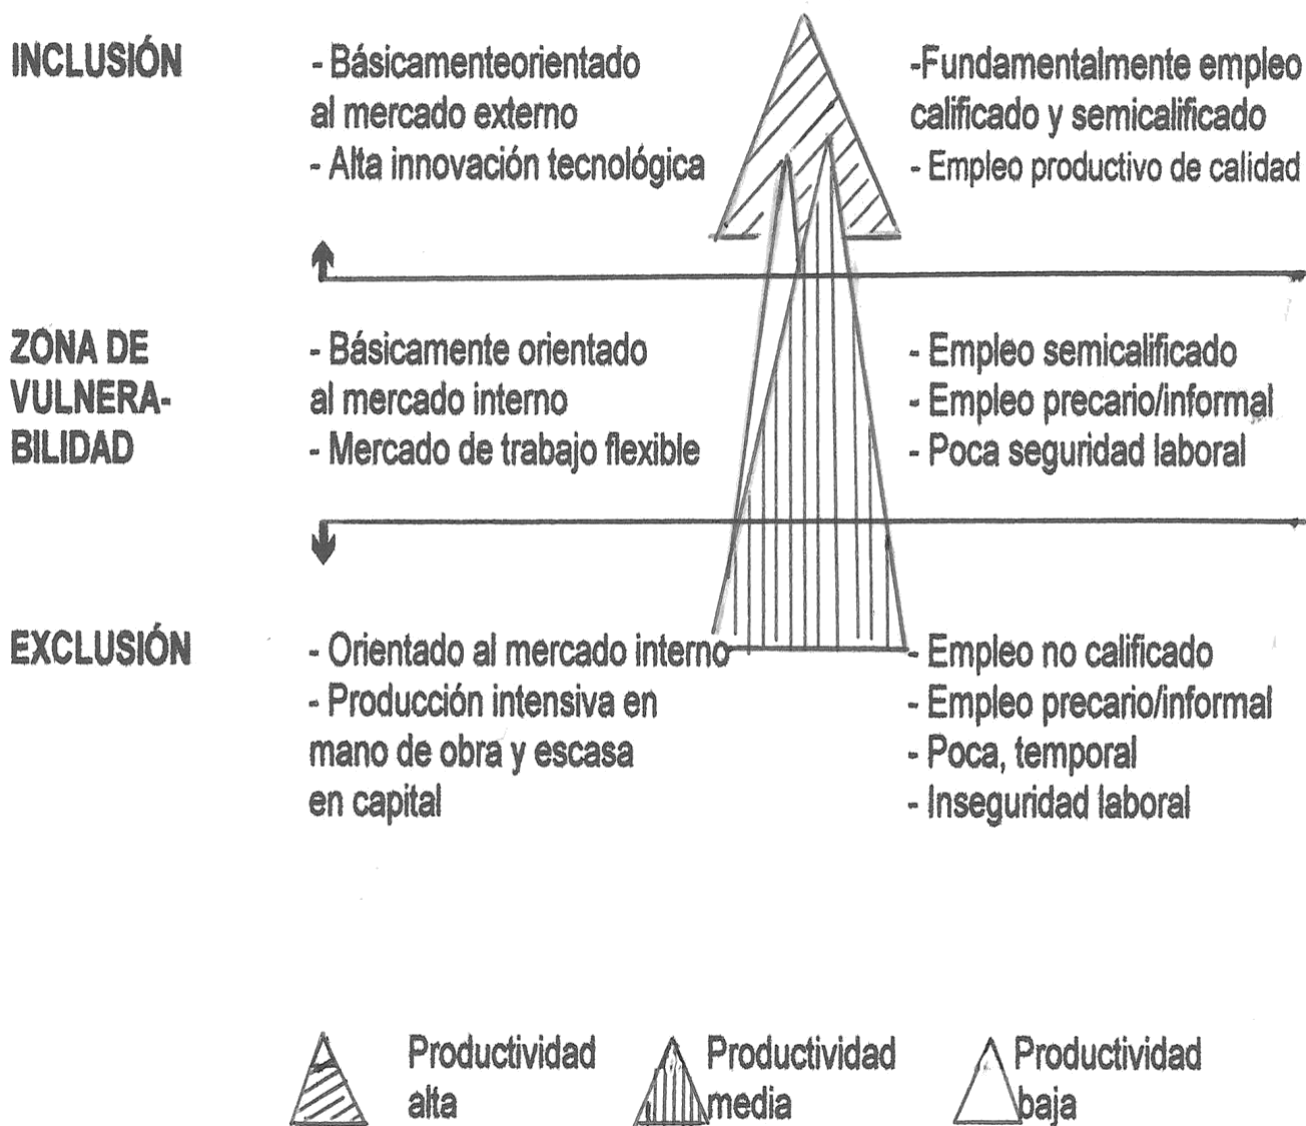 INCLUSIÓN
- Básicamenteorientado
al mercado externo
- Alta innovación tecnológica
-Fundamentalmente empleo
calificado y semicalificado
- Empleo productivo de calidad
ZONA DE
VULNERA-
BILIDAD
- Básicamente orientado
al mercado interno
- Mercado de trabajo flexible
- Empleo semicalificado
- Empleo precario/informal
- Poca seguridad laboral
EXCLUSIÓN
- Orientado al mercado interno
- Producción intensiva en
mano de obra y escasa
en capital
- Empleo no calificado
- Empleo precario/informal
- Poca, temporal
- Inseguridad laboral
Productividad
alta
Productividad
media
Productividad
baja